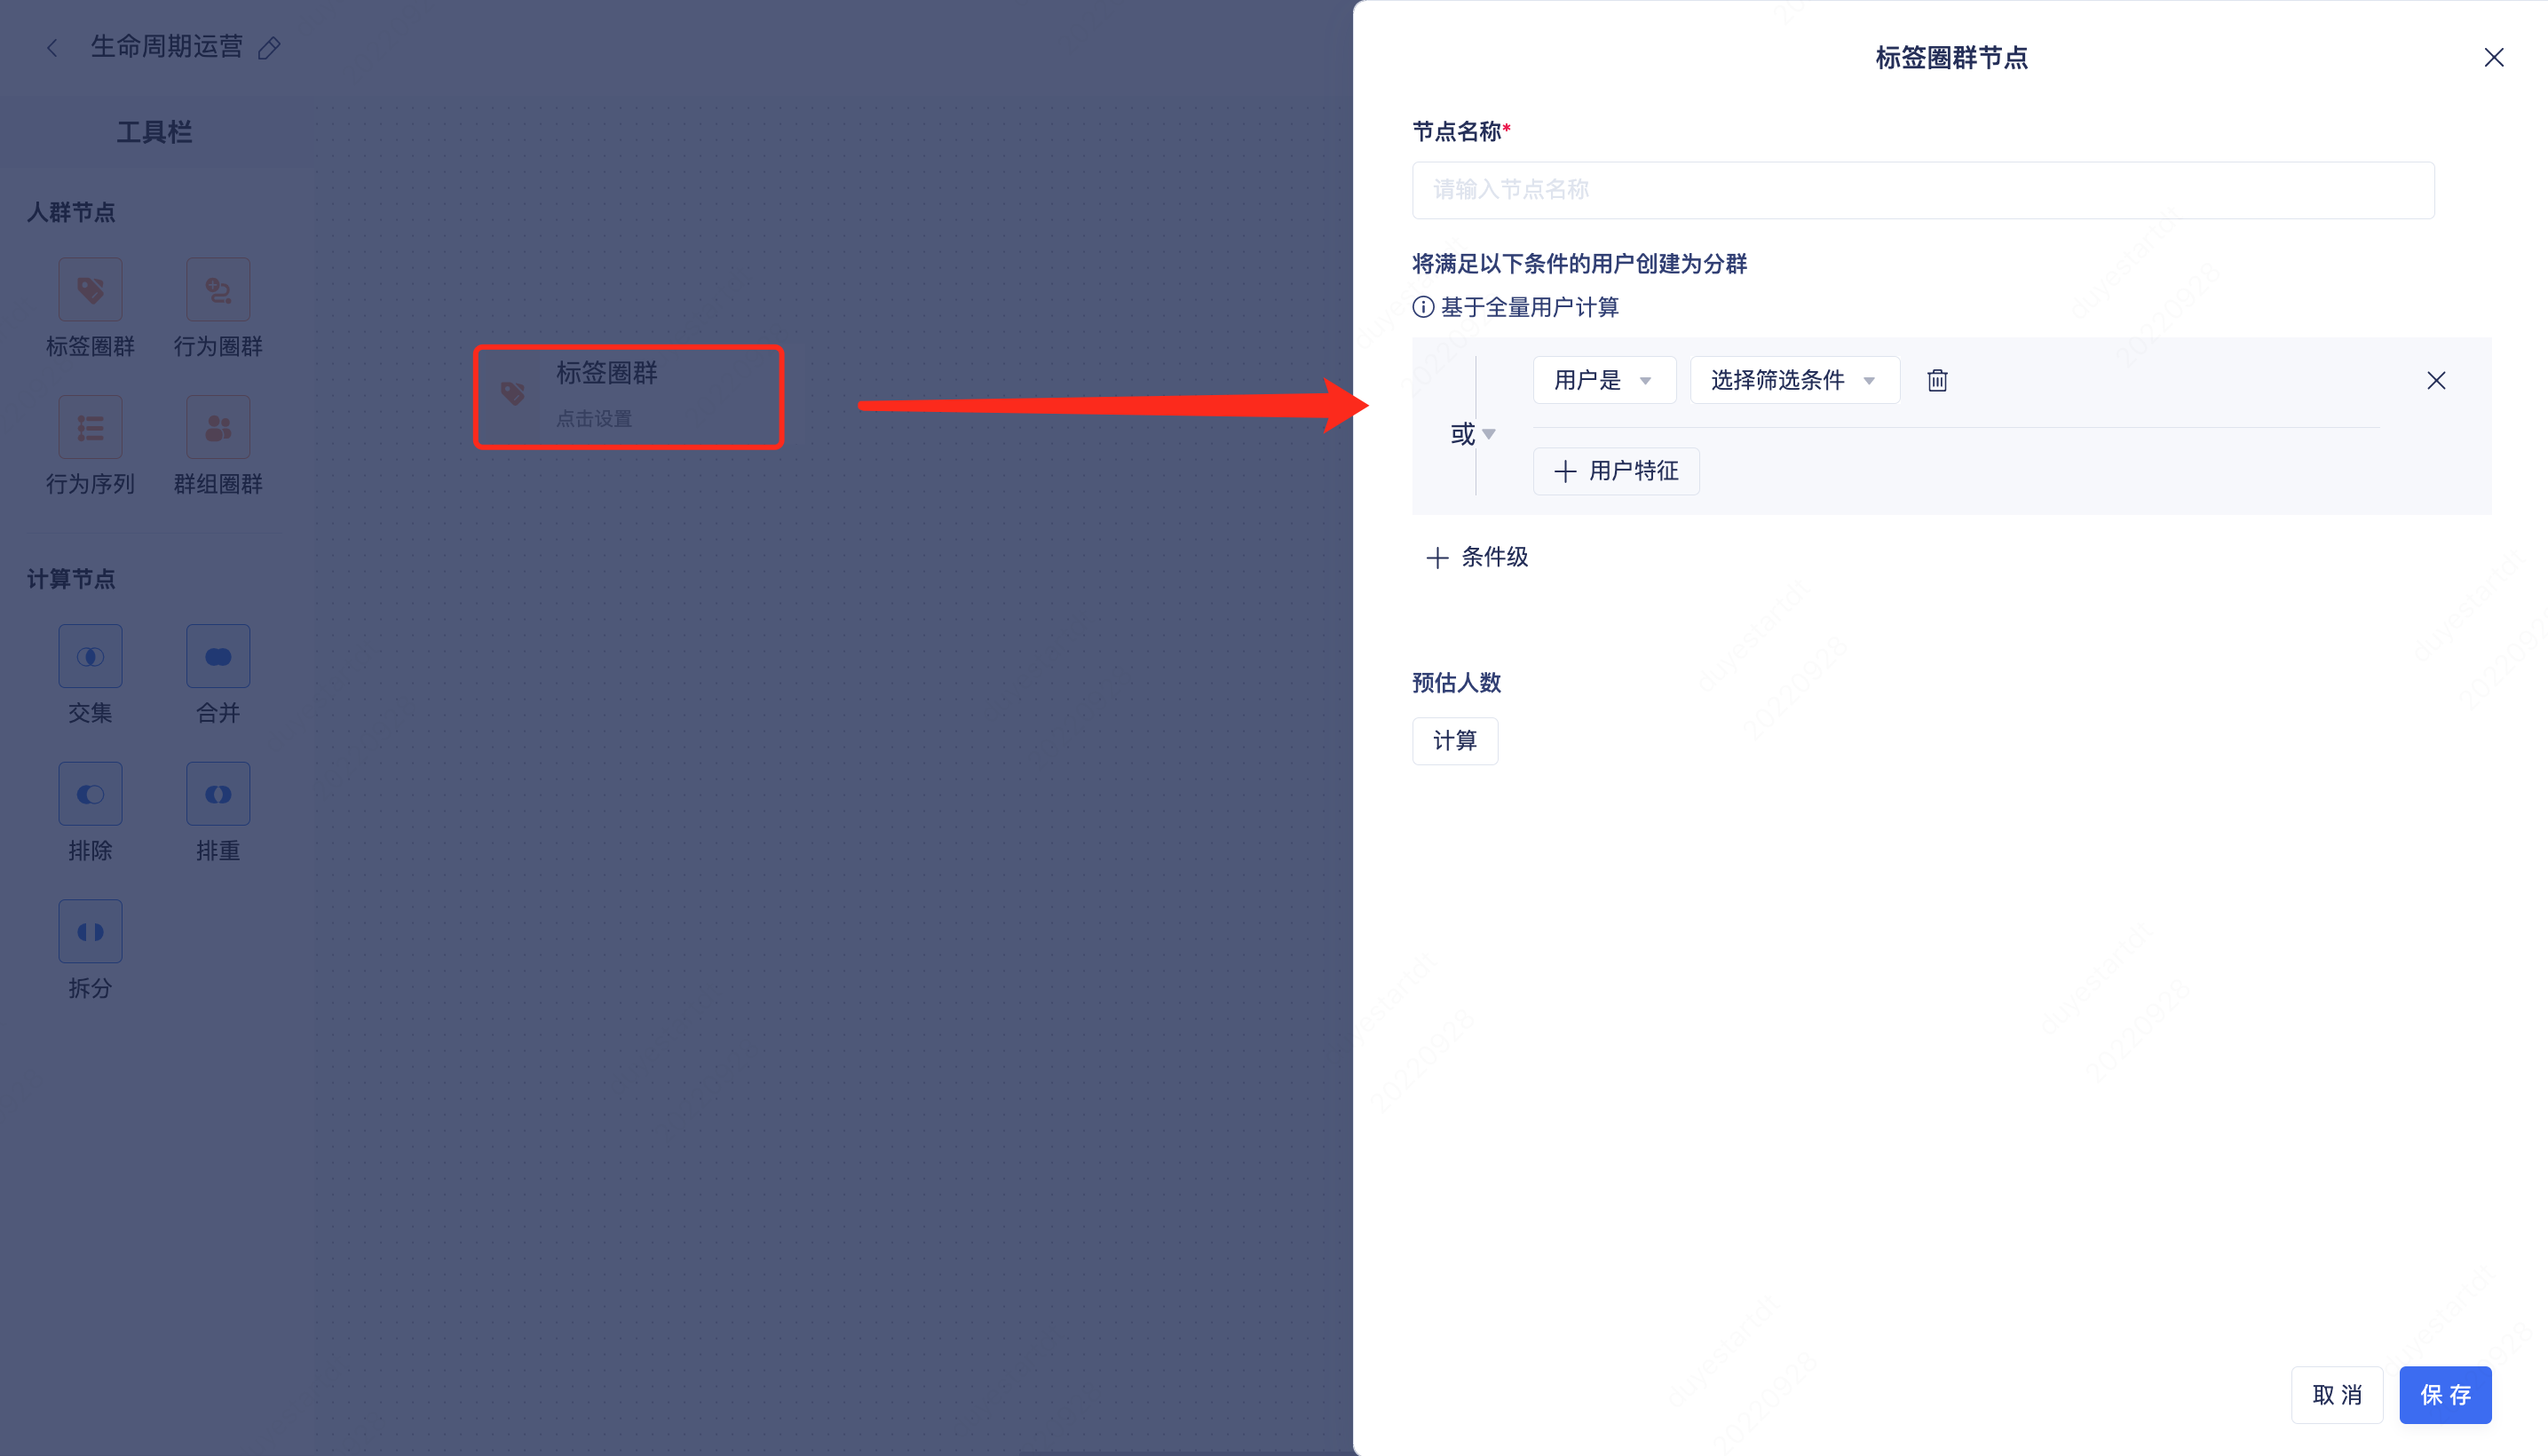 生命周期运营
工具栏
人群节点
标签圈群 行为圈群
行为序列 群组圈群
计算节点
交集 合并
排除 排重
拆分
标签圈群
点击设置
标签圈群节点
节点名称*
请输入节点名称
将满足以下条件的用户创建为分群
基于全量用户计算
用户是 选择筛选条件
或
用户特征
条件级
预估人数
计算
取消 保存
duyestartdt
20220928